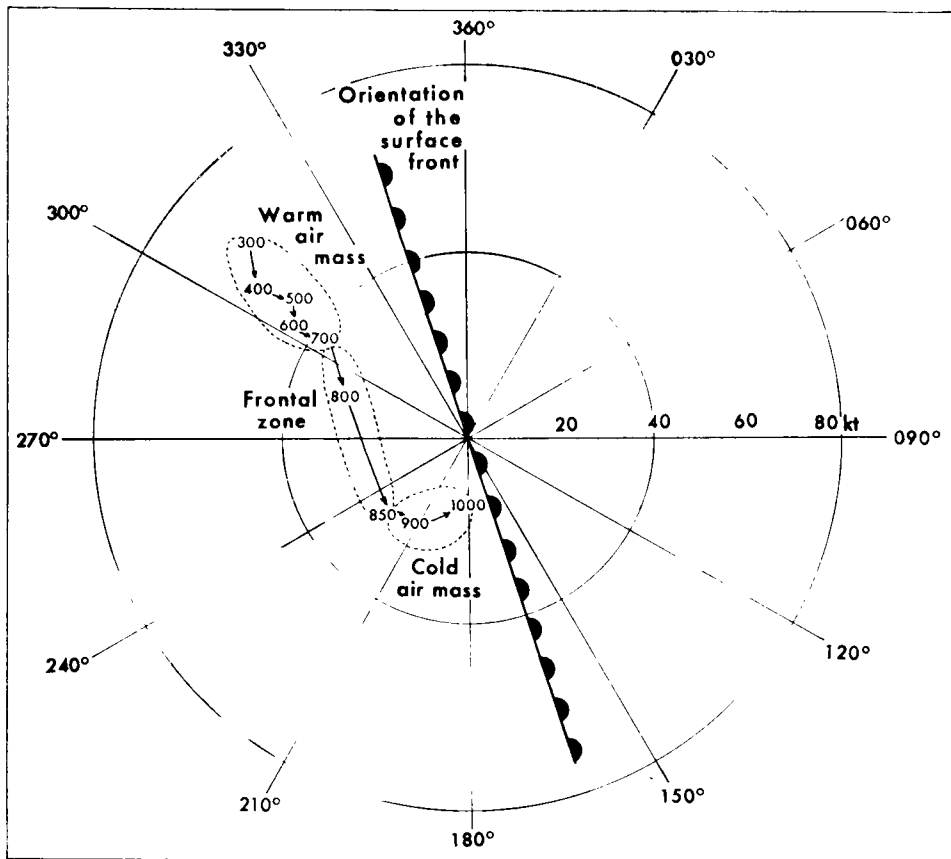 360°
330°
030°
Orientation
of the
surface
front
300°
Warm
air
mass
060°
300
400
500
600
700
Frontal
zone
800
270°
20 40 60 80 kt
090°
850
900
1000
Cold
air mass
240°
120°
210°
150°
180°